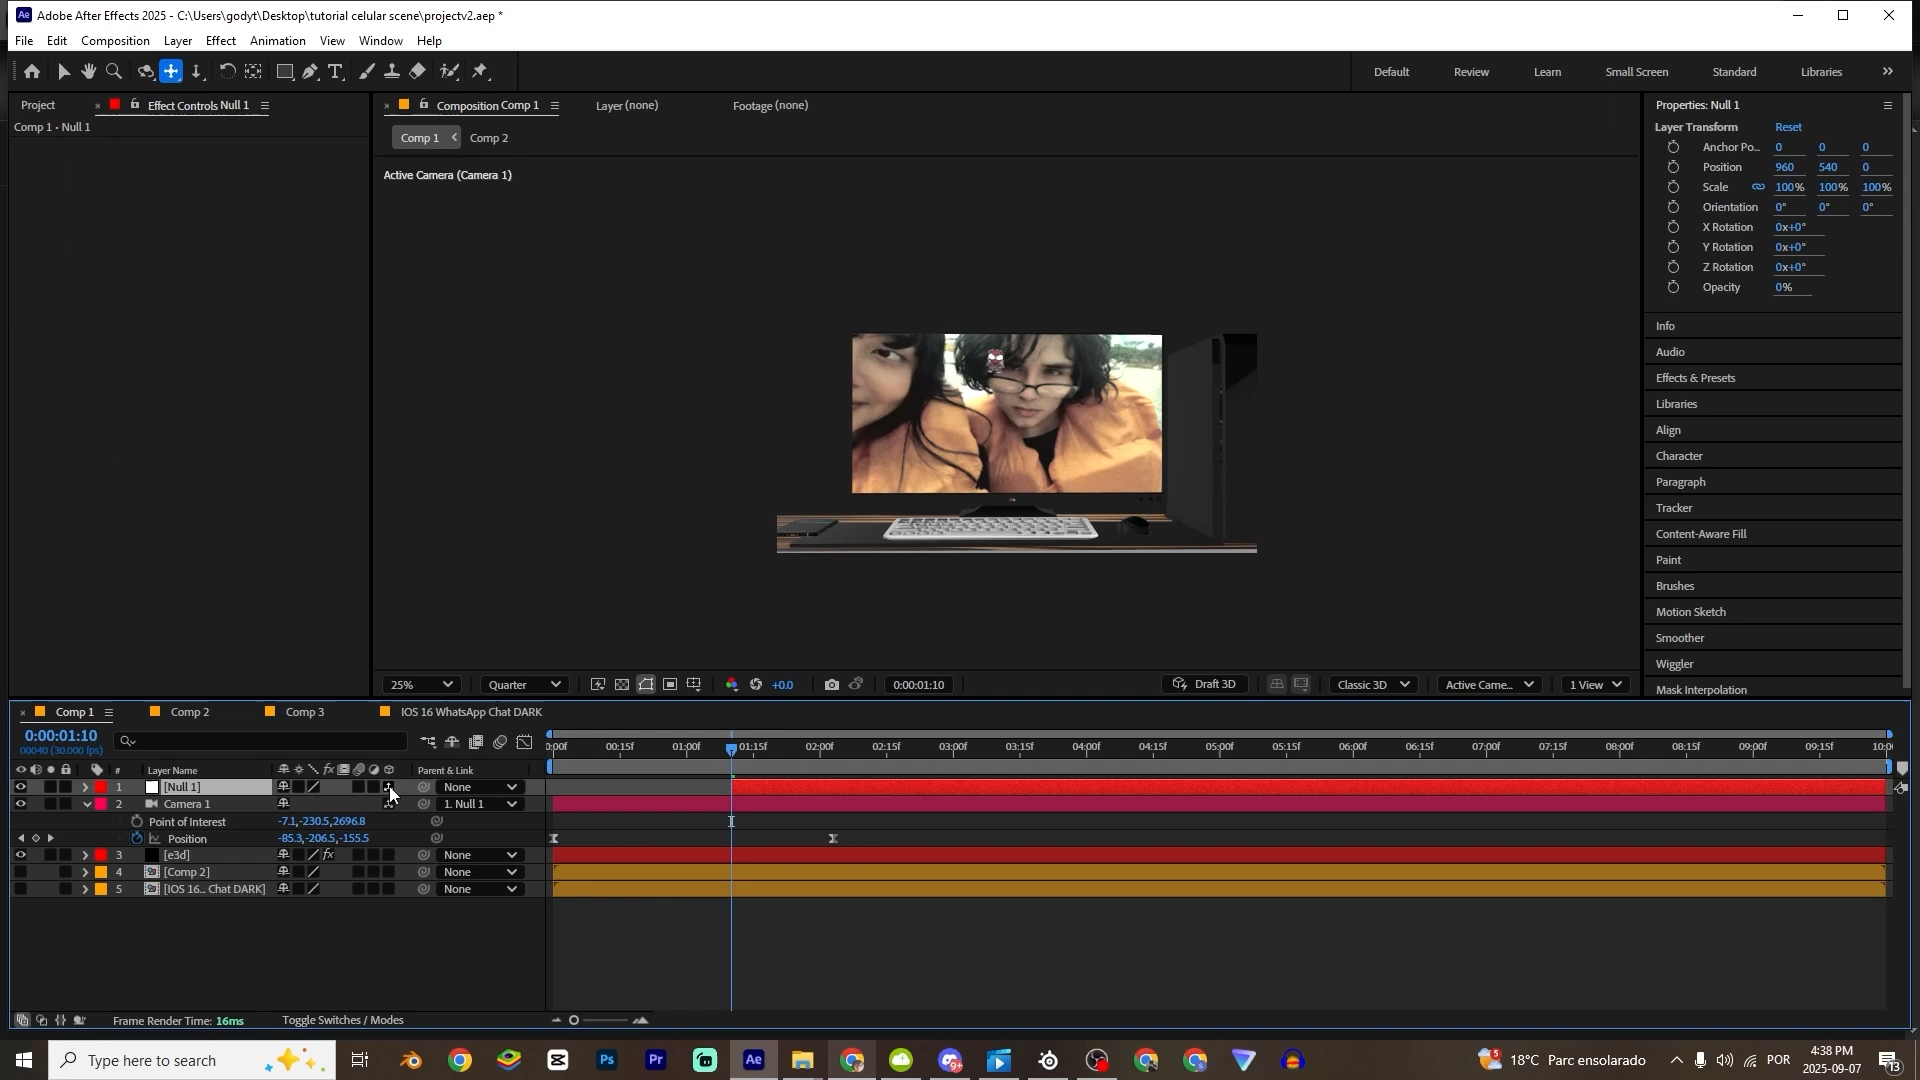 Adobe After Effects 2025 - C:\Users\godyt\Desktop\tutorial celular scene\projectv2.aep *
File Edit Composition Layer Effect Animation View Window Help
Default Review Learn Small Screen Standard Libraries
Project Effect Controls Null 1
Comp 1 • Null 1
Composition Comp 1 Layer (none) Footage (none)
Comp 1 Comp 2
Active Camera (Camera 1)
Properties: Null 1
Layer Transform Reset
Anchor Po... 0 0 0
Position 960 540 0
Scale 100% 100% 100%
Orientation 0° 0° 0°
X Rotation 0x+0°
Y Rotation 0x+0°
Z Rotation 0x+0°
Opacity 0%
Info
Audio
Effects & Presets
Libraries
Align
Character
Paragraph
Tracker
Content-Aware Fill
Paint
Brushes
Motion Sketch
Smoother
Wiggler
Mask Interpolation
25% Quarter +0.0 0:00:01:10 Draft 3D Classic 3D Active Came... 1 View
Comp 1 Comp 2 Comp 3 IOS 16 WhatsApp Chat DARK
0:00:01:10
00040 (30.000 fps)
0:00f 00:15f 01:00f 01:15f 02:00f 02:15f 03:00f 03:15f 04:00f 04:15f 05:00f 05:15f 06:00f 06:15f 07:00f 07:15f 08:00f 08:15f 09:00f 09:15f 10:0
# Layer Name fx Parent & Link
1 [Null 1] None
2 Camera 1 1. Null 1
Point of Interest -7.1,-230.5,2696.8
Position -85.3,-206.5,-155.5
3 [e3d] fx None
4 [Comp 2] None
5 [IOS 16... Chat DARK] None
Frame Render Time: 16ms Toggle Switches / Modes
Type here to search
Ps Pr Ae 9+ 5 18°C Parc ensolarado POR 4:38 PM
2025-09-07 13